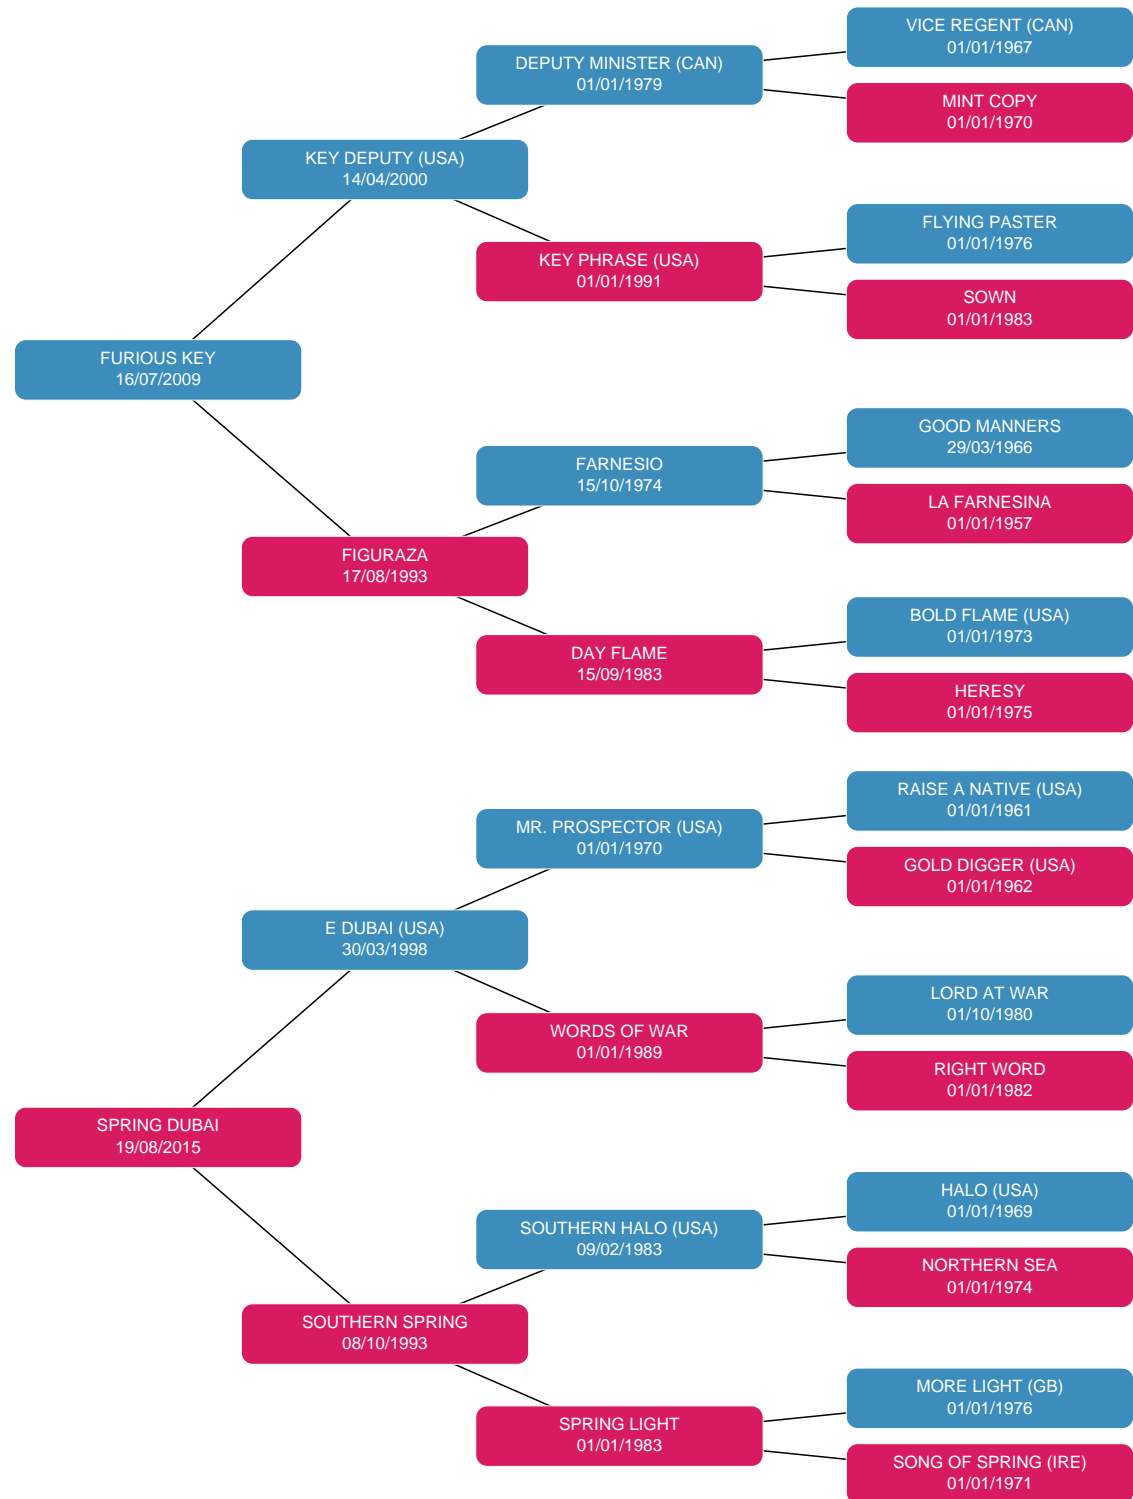 VICE REGENT (CAN)
01/01/1967
DEPUTY MINISTER (CAN)
01/01/1979
MINT COPY
01/01/1970
KEY DEPUTY (USA)
14/04/2000
FLYING PASTER
01/01/1976
KEY PHRASE (USA)
01/01/1991
SOWN
01/01/1983
FURIOUS KEY
16/07/2009
GOOD MANNERS
29/03/1966
FARNESIO
15/10/1974
LA FARNESINA
01/01/1957
FIGURAZA
17/08/1993
BOLD FLAME (USA)
01/01/1973
DAY FLAME
15/09/1983
HERESY
01/01/1975
RAISE A NATIVE (USA)
01/01/1961
MR. PROSPECTOR (USA)
01/01/1970
GOLD DIGGER (USA)
01/01/1962
E DUBAI (USA)
30/03/1998
LORD AT WAR
01/10/1980
WORDS OF WAR
01/01/1989
RIGHT WORD
01/01/1982
SPRING DUBAI
19/08/2015
HALO (USA)
01/01/1969
SOUTHERN HALO (USA)
09/02/1983
NORTHERN SEA
01/01/1974
SOUTHERN SPRING
08/10/1993
MORE LIGHT (GB)
01/01/1976
SPRING LIGHT
01/01/1983
SONG OF SPRING (IRE)
01/01/1971